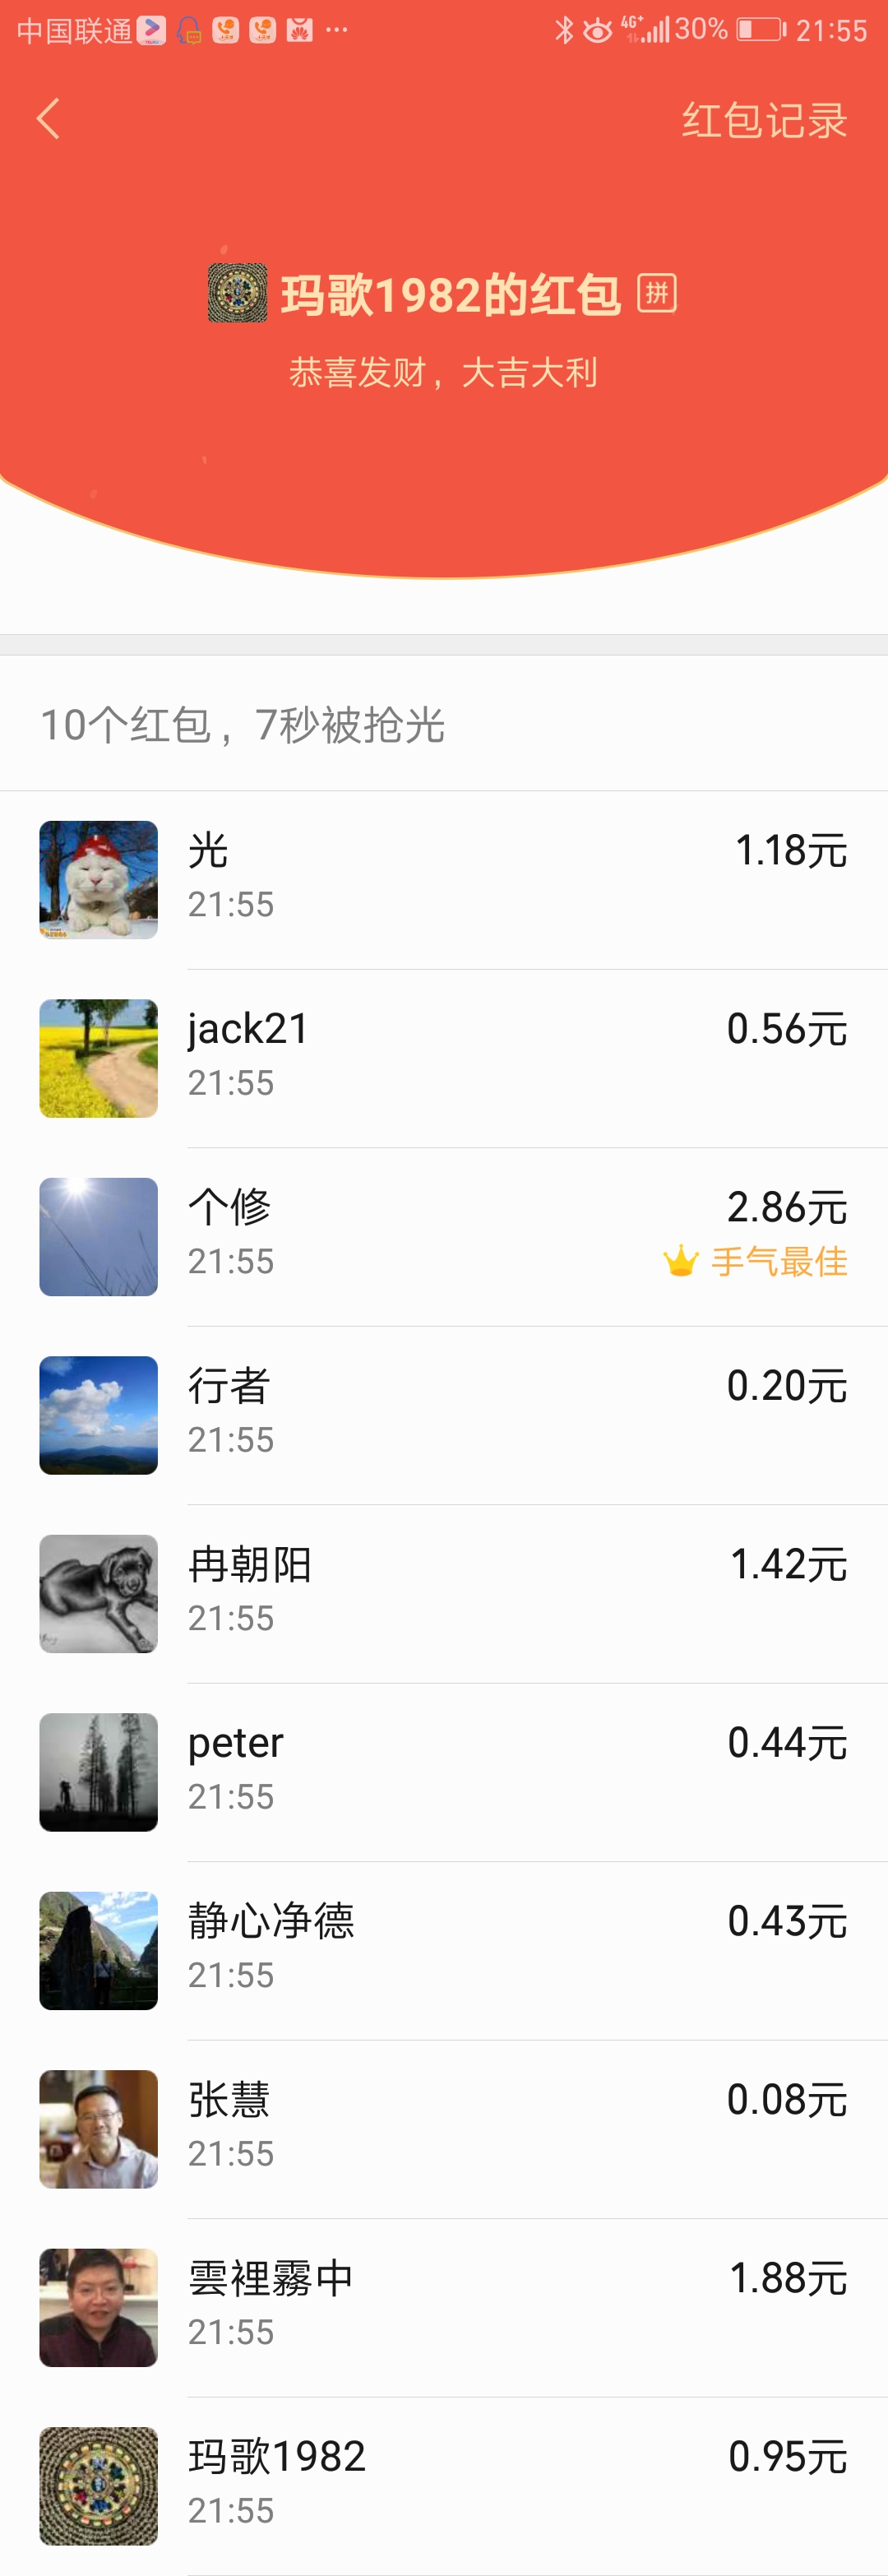 中国联通 4G+ 30% 21:55
红包记录
玛歌1982的红包 拼
恭喜发财，大吉大利
10个红包，7秒被抢光
光 1.18元
21:55
jack21 0.56元
21:55
个修 2.86元
21:55 手气最佳
行者 0.20元
21:55
冉朝阳 1.42元
21:55
peter 0.44元
21:55
静心净德 0.43元
21:55
张慧 0.08元
21:55
雲裡霧中 1.88元
21:55
玛歌1982 0.95元
21:55